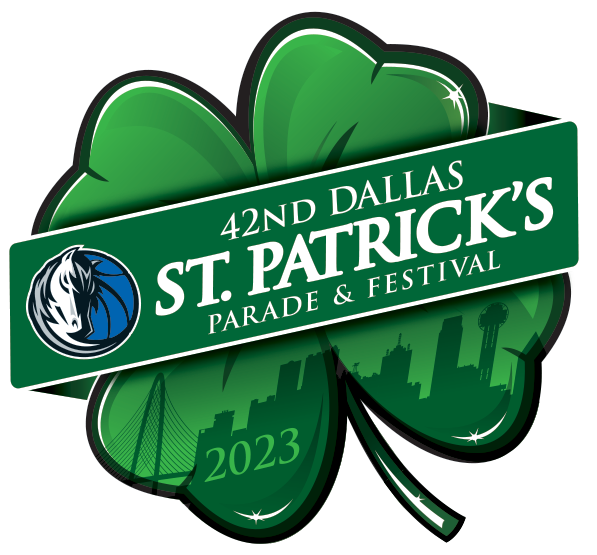 42ND DALLAS
ST. PATRICK'S
PARADE & FESTIVAL
2023